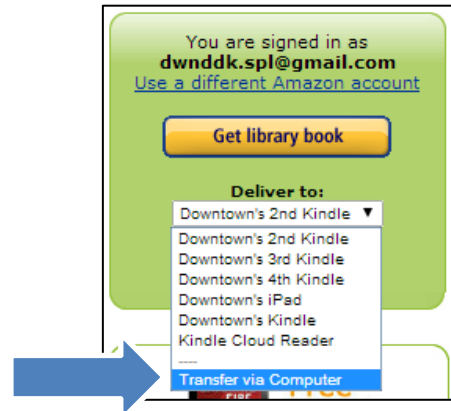 You are signed in as
dwnddk.spl@gmail.com
Use a different Amazon account
Get library book
Deliver to:
Downtown's 2nd Kindle ▼
Downtown's 2nd Kindle
Downtown's 3rd Kindle
Downtown's 4th Kindle
Downtown's iPad
Downtown's Kindle
Kindle Cloud Reader
----
Transfer via Computer